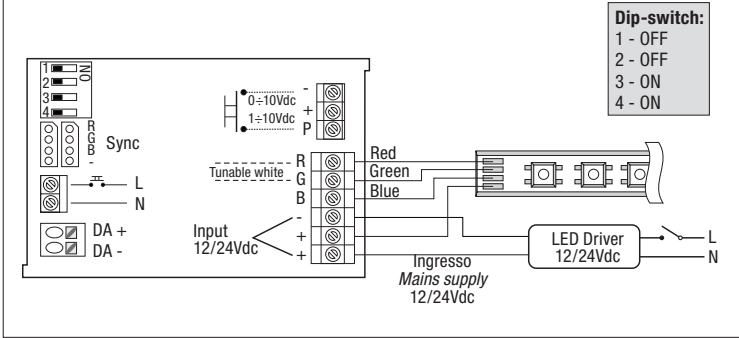 Dip-switch:
1 - OFF
2 - OFF
3 - ON
4 - ON
1
2
3
4
ON
R
G
B
-
Sync
L
N
DA +
DA -
0÷10Vdc
1÷10Vdc
-
+
P
Tunable white
R
G
B
-
+
+
Input
12/24Vdc
Red
Green
Blue
Ingresso
Mains supply
12/24Vdc
LED Driver
12/24Vdc
L
N